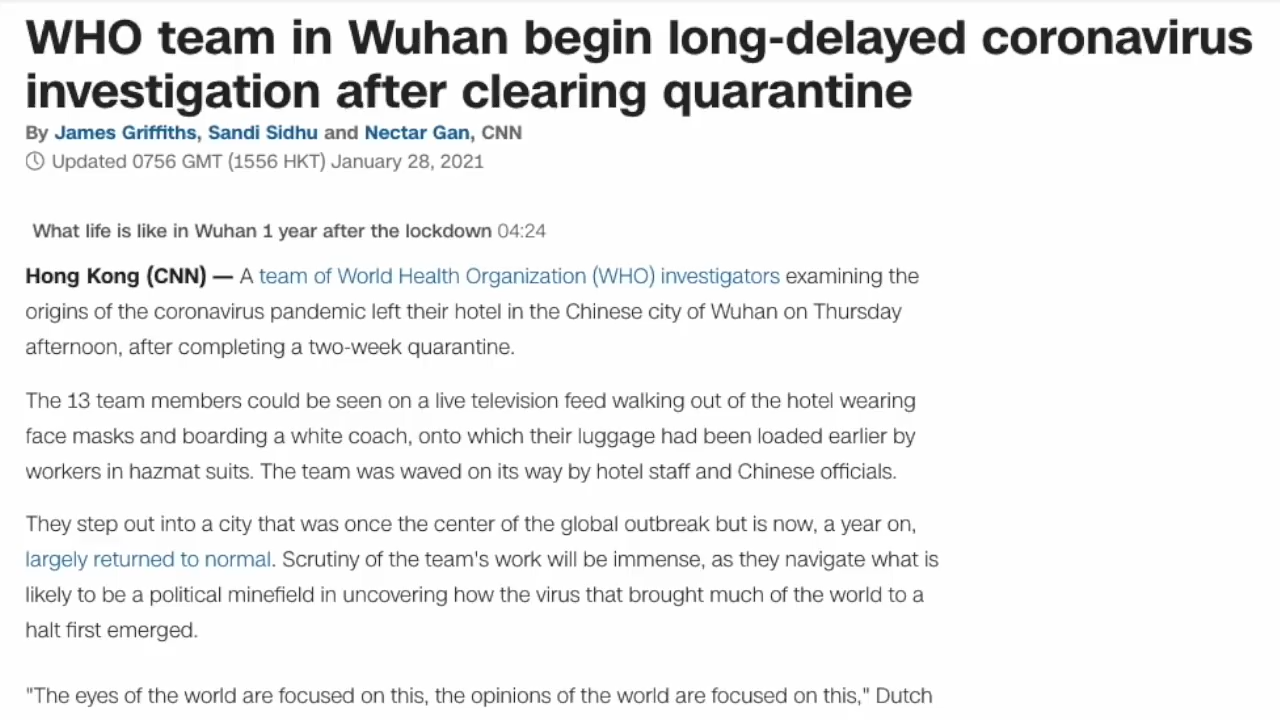 WHO team in Wuhan begin long-delayed coronavirus
investigation after clearing quarantine
By James Griffiths, Sandi Sidhu and Nectar Gan, CNN
Updated 0756 GMT (1556 HKT) January 28, 2021
What life is like in Wuhan 1 year after the lockdown 04:24
Hong Kong (CNN) — A team of World Health Organization (WHO) investigators examining the
origins of the coronavirus pandemic left their hotel in the Chinese city of Wuhan on Thursday
afternoon, after completing a two-week quarantine.
The 13 team members could be seen on a live television feed walking out of the hotel wearing
face masks and boarding a white coach, onto which their luggage had been loaded earlier by
workers in hazmat suits. The team was waved on its way by hotel staff and Chinese officials.
They step out into a city that was once the center of the global outbreak but is now, a year on,
largely returned to normal. Scrutiny of the team's work will be immense, as they navigate what is
likely to be a political minefield in uncovering how the virus that brought much of the world to a
halt first emerged.
"The eyes of the world are focused on this, the opinions of the world are focused on this," Dutch